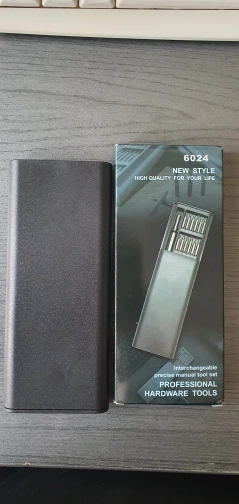 6024
NEW STYLE
HIGH QUALITY FOR YOUR LIFE
Interchangeable
precise manual tool set
PROFESSIONAL
HARDWARE TOOLS